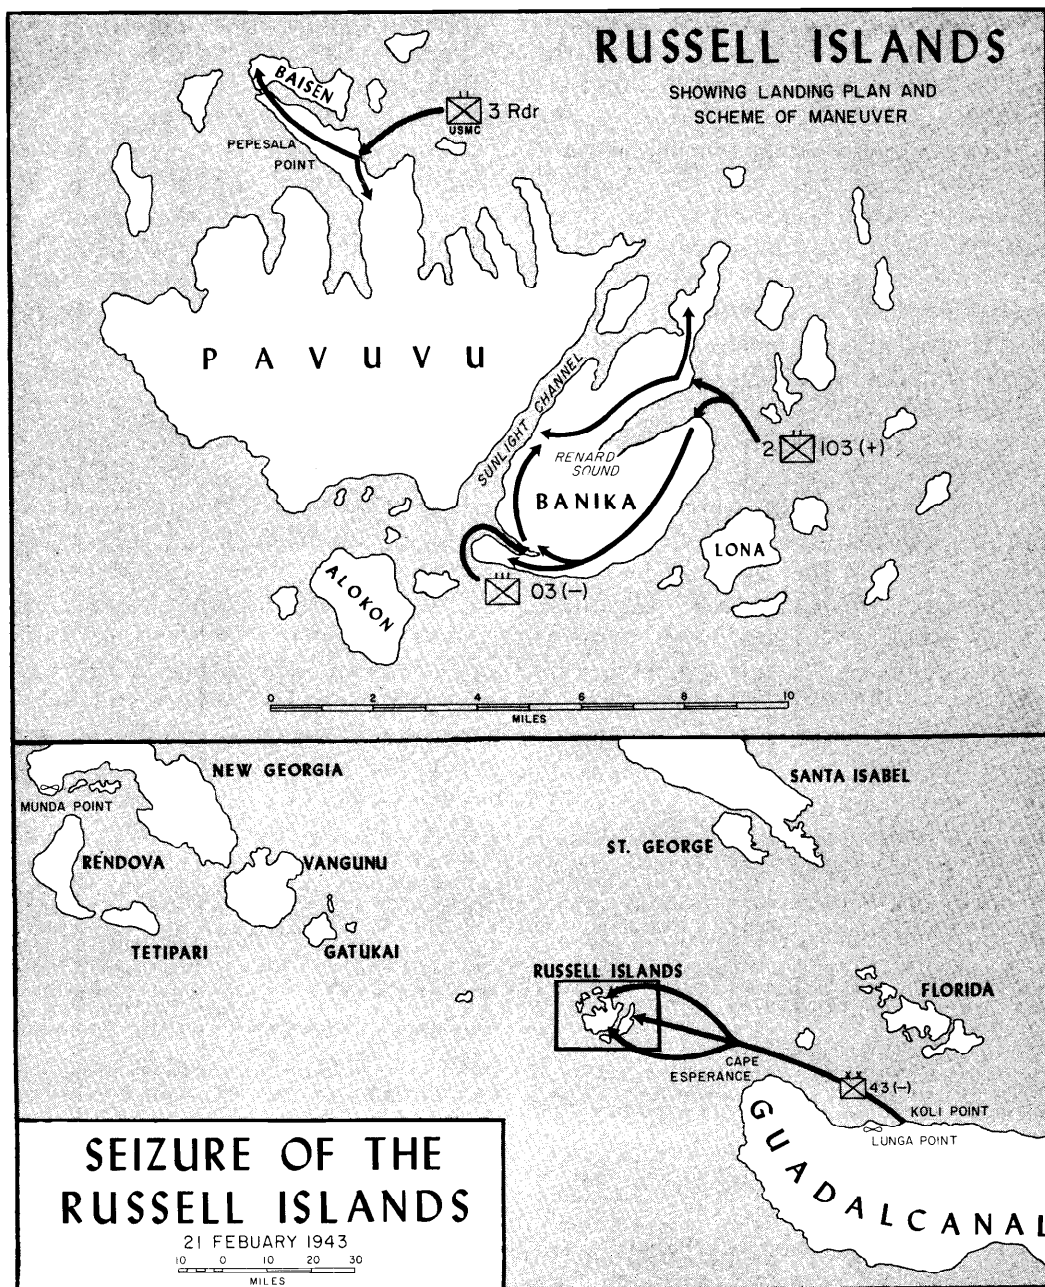 RUSSELL ISLANDS
SHOWING LANDING PLAN AND
SCHEME OF MANEUVER
BAISEN
3 Rdr
USMC
PEPESALA
POINT
PAVUVU
SUNLIGHT CHANNEL
RENARD
SOUND
2 103 (+)
BANIKA
LONA
03 (–)
ALOKON
0 2 4 6 8 10
MILES
NEW GEORGIA
SANTA ISABEL
MUNDA POINT
ST. GEORGE
RENDOVA
VANGUNU
TETIPARI
GATUKAI
RUSSELL ISLANDS
FLORIDA
CAPE
ESPERANCE
43 (–)
KOLI POINT
LUNGA POINT
GUADALCANAL
SEIZURE OF THE
RUSSELL ISLANDS
21 FEBUARY 1943
10 0 10 20 30
MILES